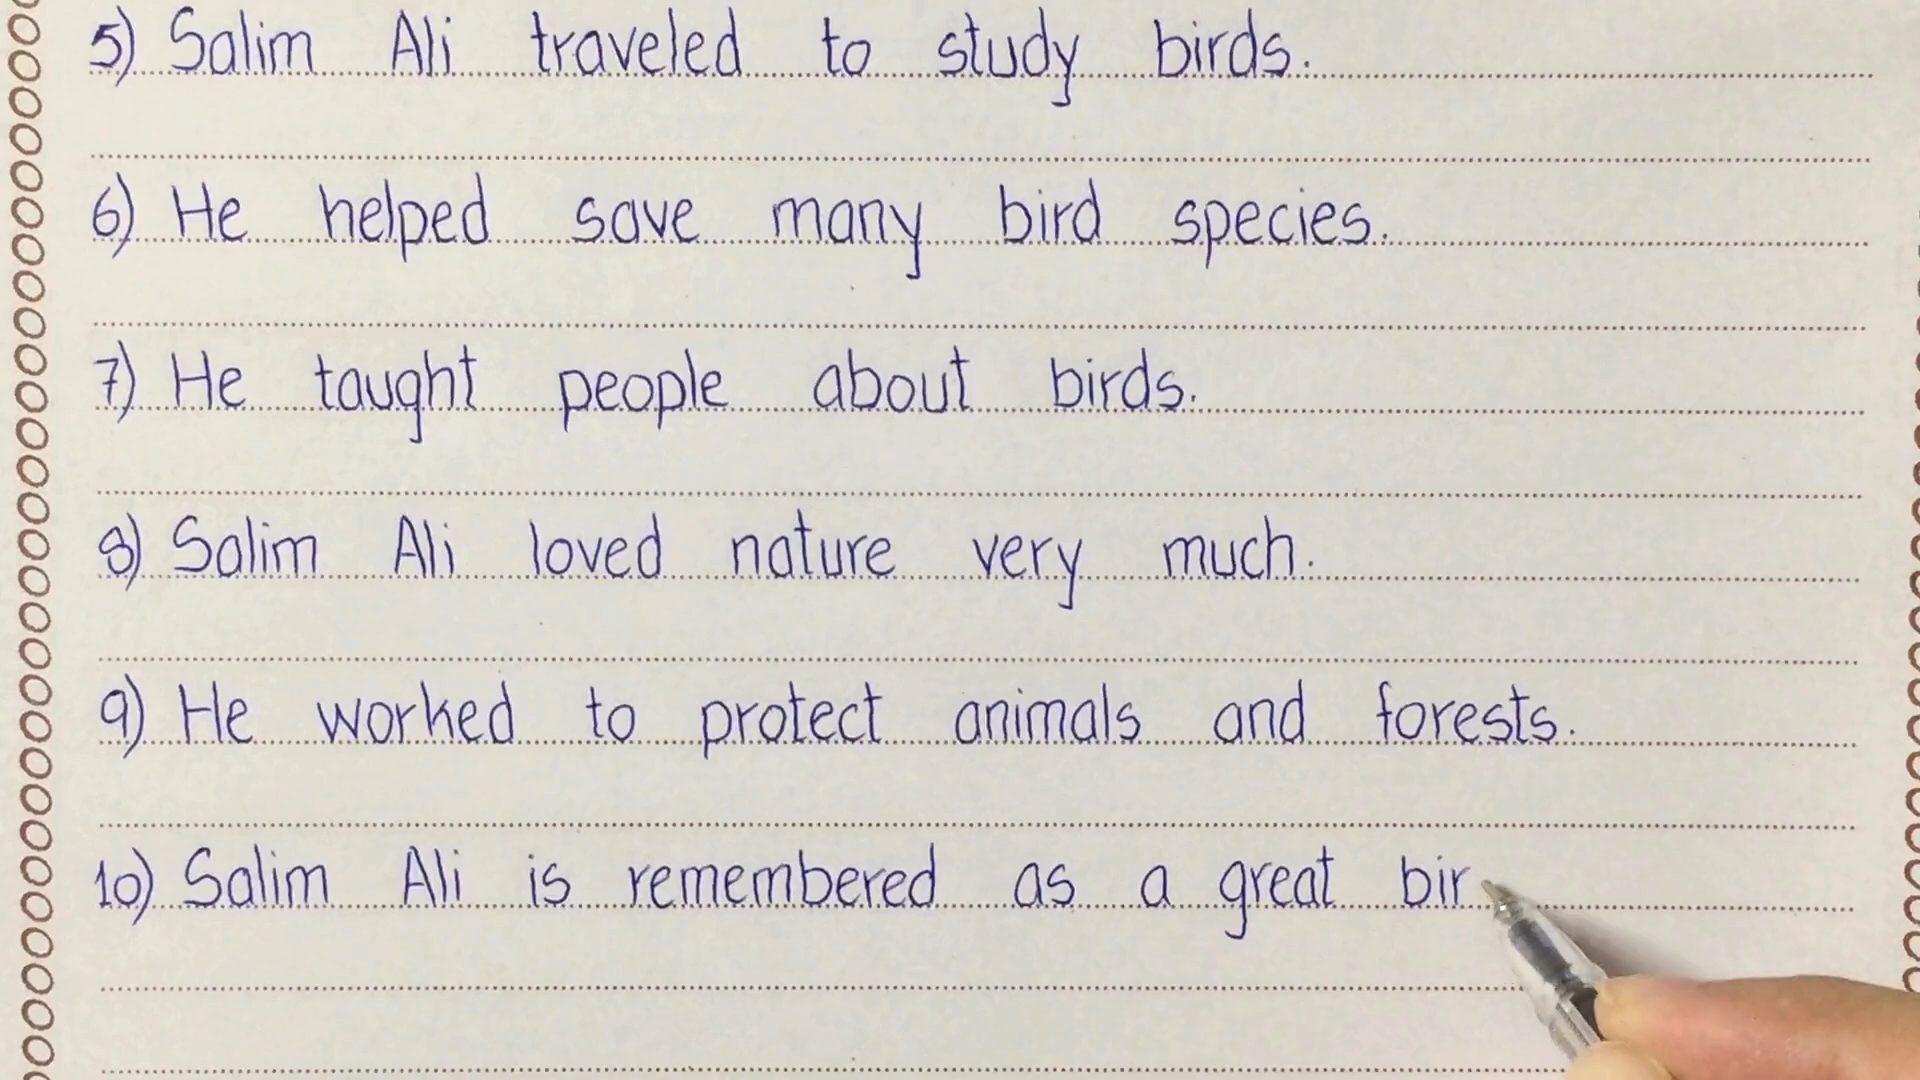 5) Salim Ali traveled to study birds.
6) He helped save many bird species.
7) He taught people about birds.
8) Salim Ali loved nature very much.
9) He worked to protect animals and forests.
10) Salim Ali is remembered as a great bir